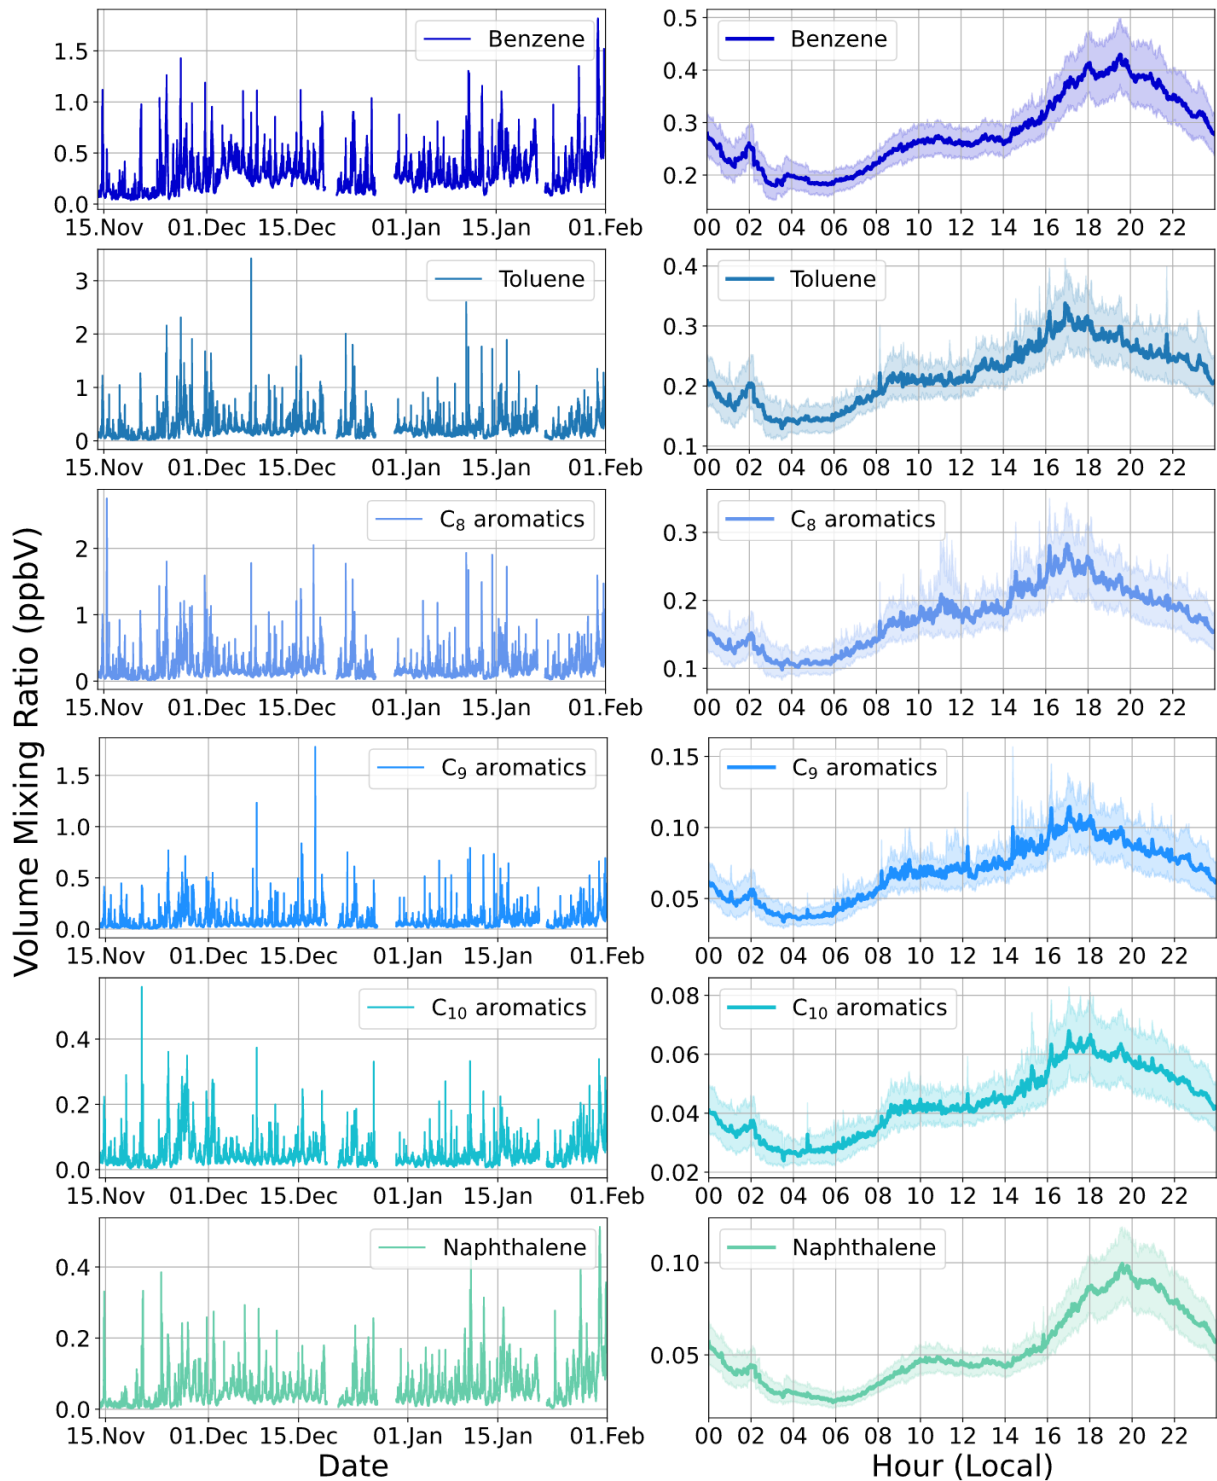 Volume Mixing Ratio (ppbV)
Benzene
1.5
1.0
0.5
0.0
15.Nov 01.Dec 15.Dec 01.Jan 15.Jan 01.Feb
Benzene
0.5
0.4
0.3
0.2
00 02 04 06 08 10 12 14 16 18 20 22
Toluene
3
2
1
0
15.Nov 01.Dec 15.Dec 01.Jan 15.Jan 01.Feb
Toluene
0.4
0.3
0.2
0.1
00 02 04 06 08 10 12 14 16 18 20 22
C₈ aromatics
2
1
0
15.Nov 01.Dec 15.Dec 01.Jan 15.Jan 01.Feb
C₈ aromatics
0.3
0.2
0.1
00 02 04 06 08 10 12 14 16 18 20 22
C₉ aromatics
1.5
1.0
0.5
0.0
15.Nov 01.Dec 15.Dec 01.Jan 15.Jan 01.Feb
C₉ aromatics
0.15
0.10
0.05
00 02 04 06 08 10 12 14 16 18 20 22
C₁₀ aromatics
0.4
0.2
0.0
15.Nov 01.Dec 15.Dec 01.Jan 15.Jan 01.Feb
C₁₀ aromatics
0.08
0.06
0.04
0.02
00 02 04 06 08 10 12 14 16 18 20 22
Naphthalene
0.4
0.2
0.0
15.Nov 01.Dec 15.Dec 01.Jan 15.Jan 01.Feb
Date
Naphthalene
0.10
0.05
00 02 04 06 08 10 12 14 16 18 20 22
Hour (Local)